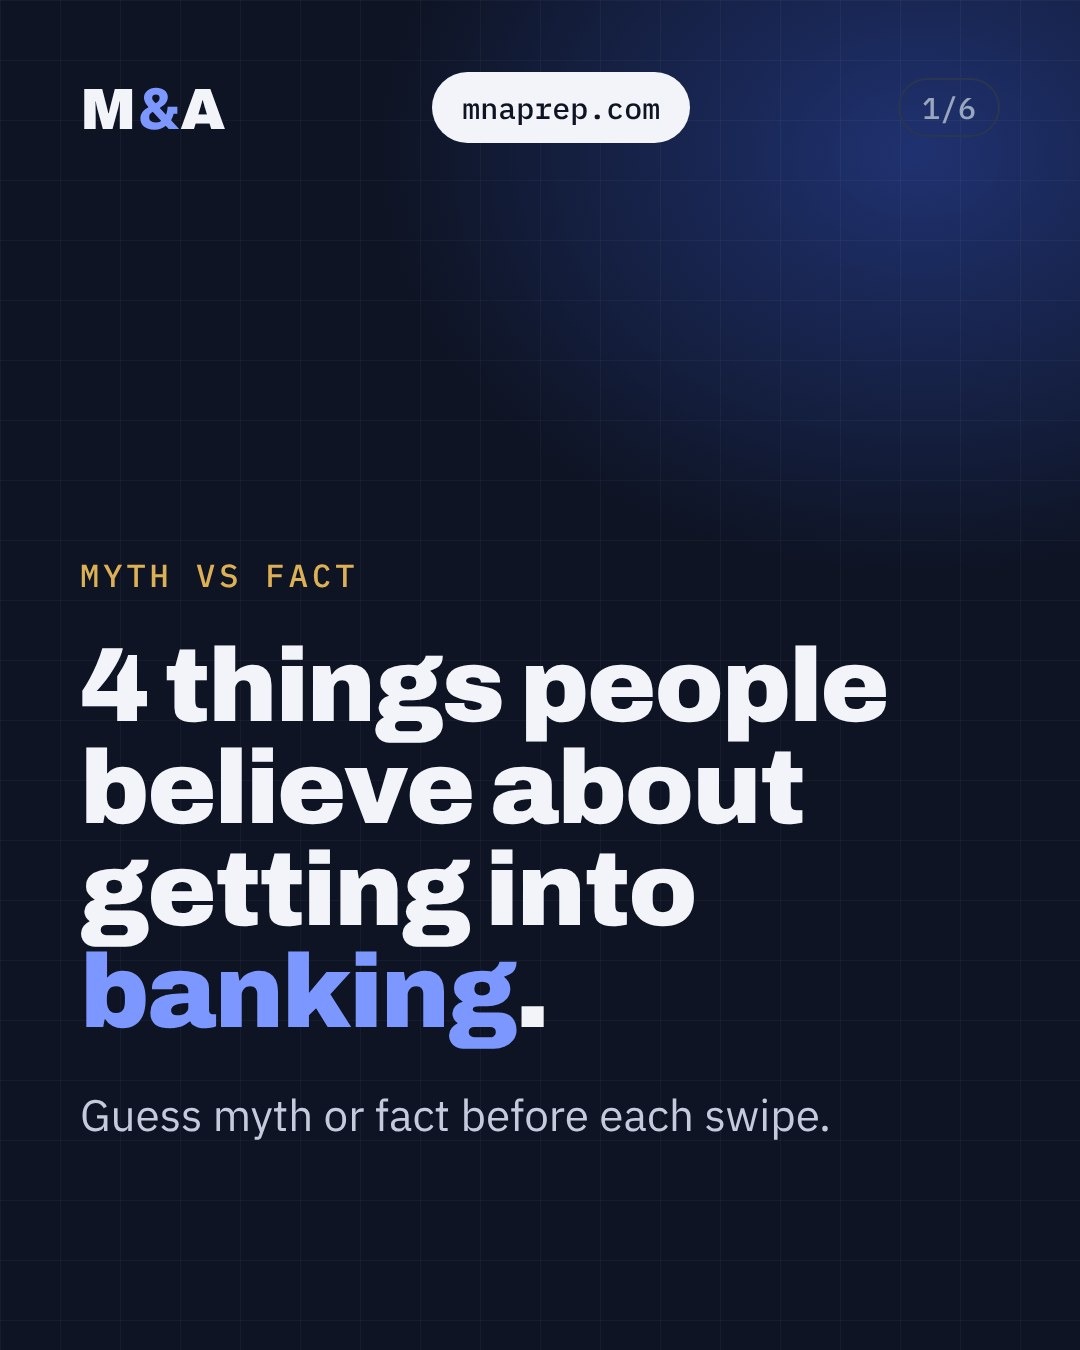 M&A
mnaprep.com
1/6
MYTH VS FACT
4 things people
believe about
getting into
banking.
Guess myth or fact before each swipe.